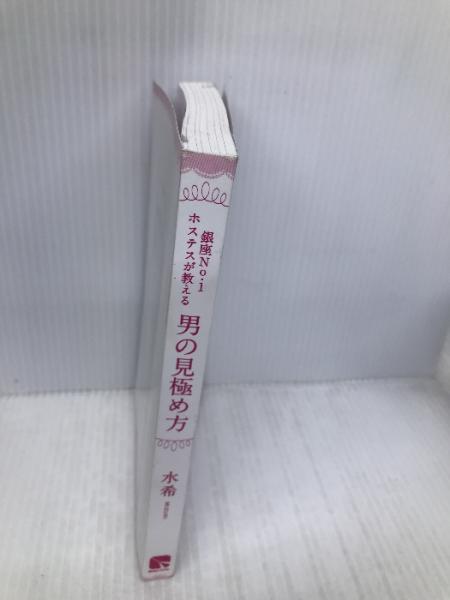 銀座No.1
ホステスが教える
男の見極め方
水希